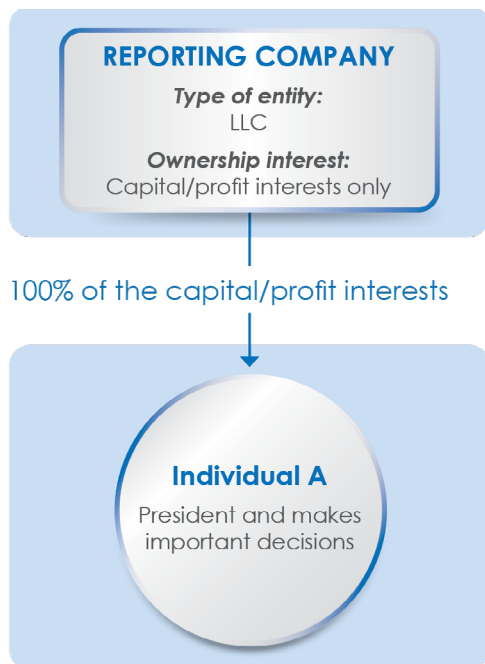 REPORTING COMPANY
Type of entity:
LLC
Ownership interest:
Capital/profit interests only
100% of the capital/profit interests
Individual A
President and makes
important decisions